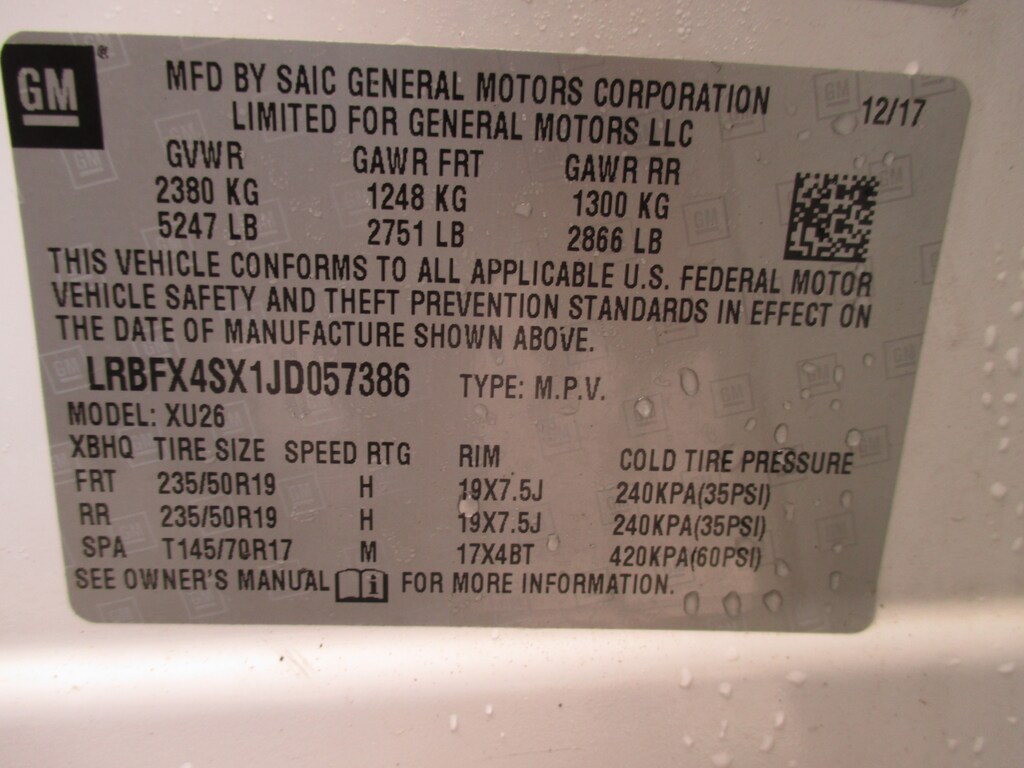 GM ®
MFD BY SAIC GENERAL MOTORS CORPORATION
LIMITED FOR GENERAL MOTORS LLC
12/17
GVWR GAWR FRT GAWR RR
2380 KG 1248 KG 1300 KG
5247 LB 2751 LB 2866 LB
THIS VEHICLE CONFORMS TO ALL APPLICABLE U.S. FEDERAL MOTOR
VEHICLE SAFETY AND THEFT PREVENTION STANDARDS IN EFFECT ON
THE DATE OF MANUFACTURE SHOWN ABOVE.
LRBFX4SX1JD057386 TYPE: M.P.V.
MODEL: XU26
XBHQ TIRE SIZE SPEED RTG RIM COLD TIRE PRESSURE
FRT 235/50R19 H 19X7.5J 240KPA(35PSI)
RR 235/50R19 H 19X7.5J 240KPA(35PSI)
SPA T145/70R17 M 17X4BT 420KPA(60PSI)
SEE OWNER'S MANUAL i FOR MORE INFORMATION.